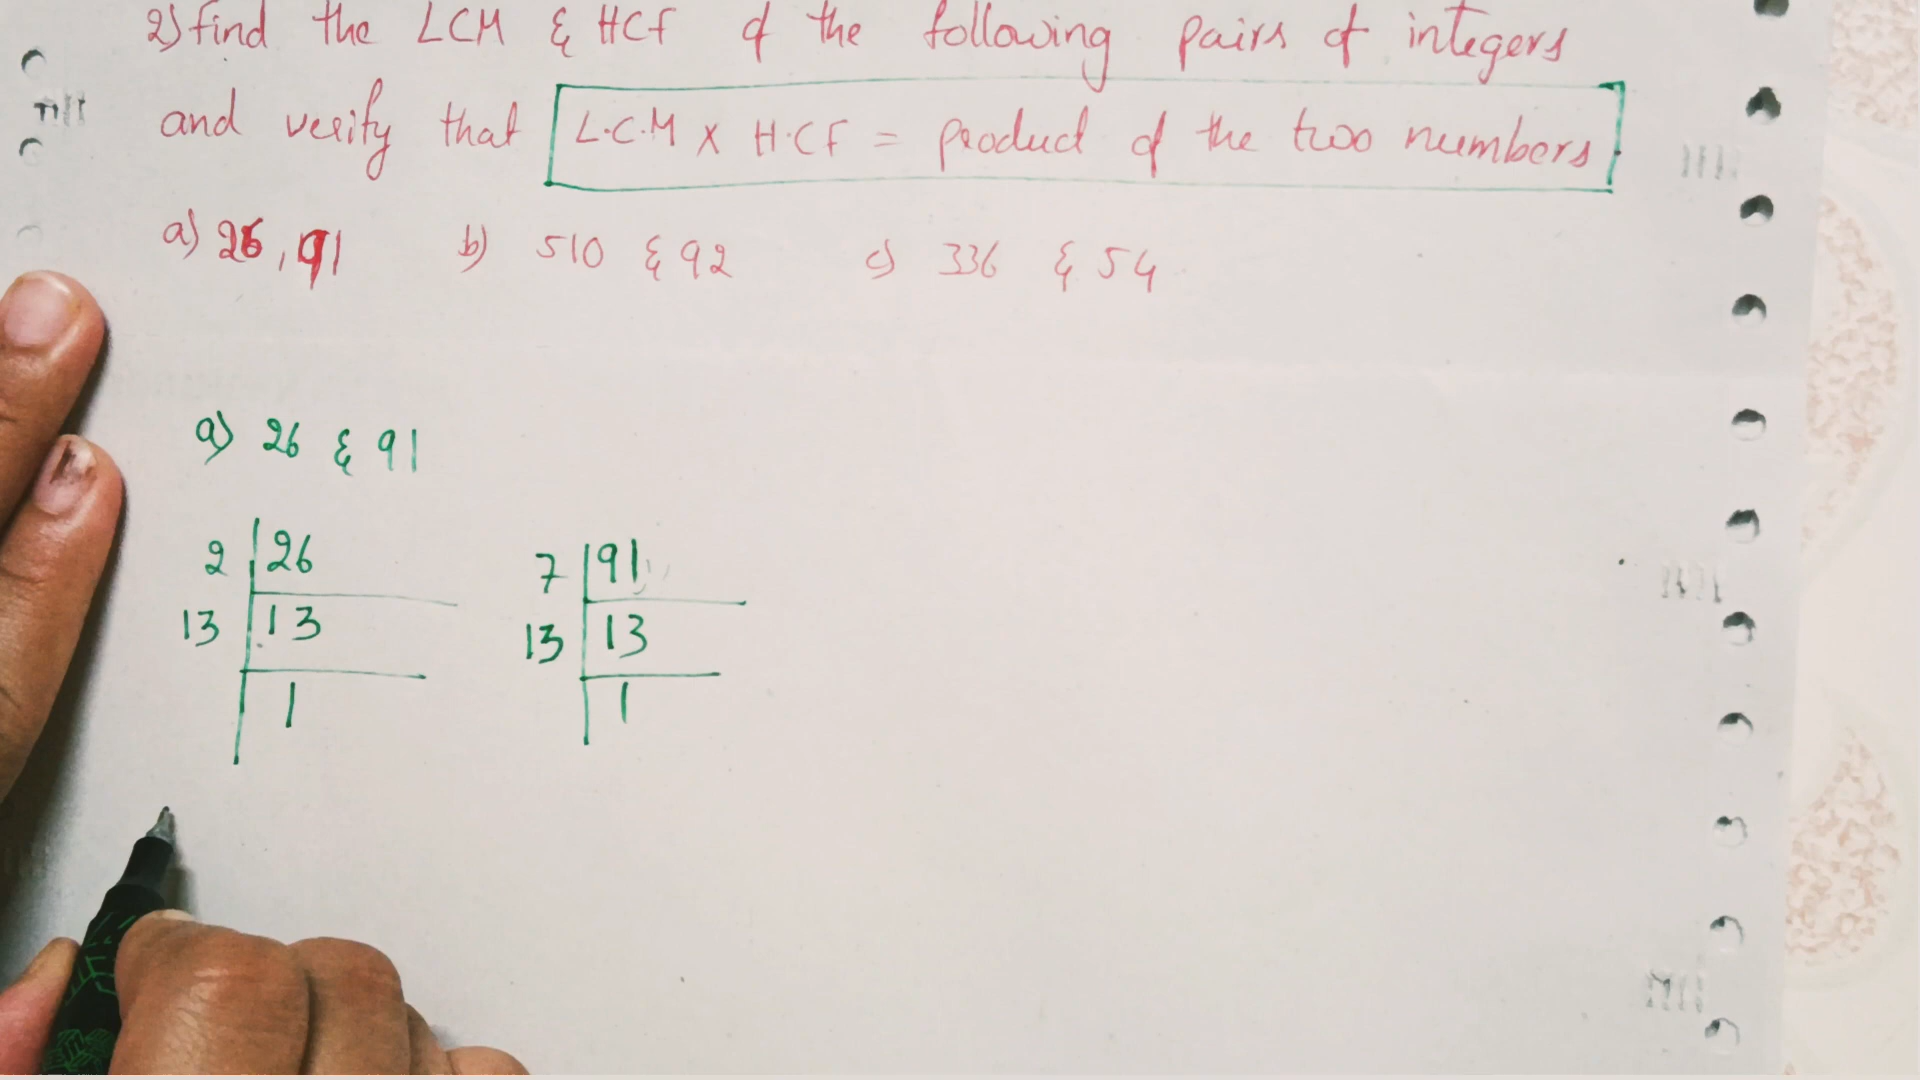 2) find the LCM & HCF of the following pairs of integers
and verify that L.C.M x H.C.F = product of the two numbers
a) 26, 91 b) 510 & 92 c) 336 & 54
a) 26 & 91
2 26 7 91
13 13 13 13
1 1